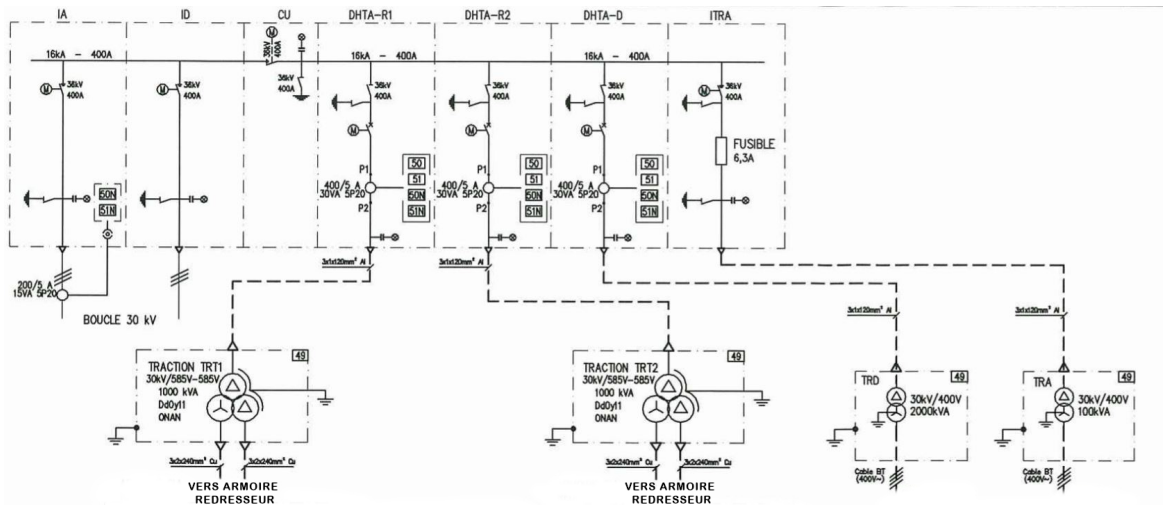 IA
ID
CU
DHTA-R1
DHTA-R2
DHTA-D
ITRA
16kA - 400A
36kV
400A
16kA - 400A
16kA - 400A
M
36kV
400A
M
36kV
400A
M
36kV
400A
36kV
400A
36kV
400A
36kV
400A
M
36kV
400A
M
M
M
FUSIBLE
6,3A
P1
400/5 A
30VA 5P20
P2
50
51
50N
51N
P1
400/5 A
30VA 5P20
P2
50
51
50N
51N
P1
400/5 A
30VA 5P20
P2
50
51
50N
51N
50N
51N
200/5 A
15VA 5P20
BOUCLE 30 kV
3x1x120mm² Al
3x1x120mm² Al
3x1x120mm² Al
3x1x120mm² Al
49
TRACTION TRT1
30kV/585V-585V
1000 kVA
Dd0y11
ONAN
3x2x240mm² Cu
3x2x240mm² Cu
VERS ARMOIRE
REDRESSEUR
49
TRACTION TRT2
30kV/585V-585V
1000 kVA
Dd0y11
ONAN
3x2x240mm² Cu
3x2x240mm² Cu
VERS ARMOIRE
REDRESSEUR
TRD
49
30kV/400V
2000kVA
Cable BT
(400V~)
TRA
49
30kV/400V
100kVA
Cable BT
(400V~)